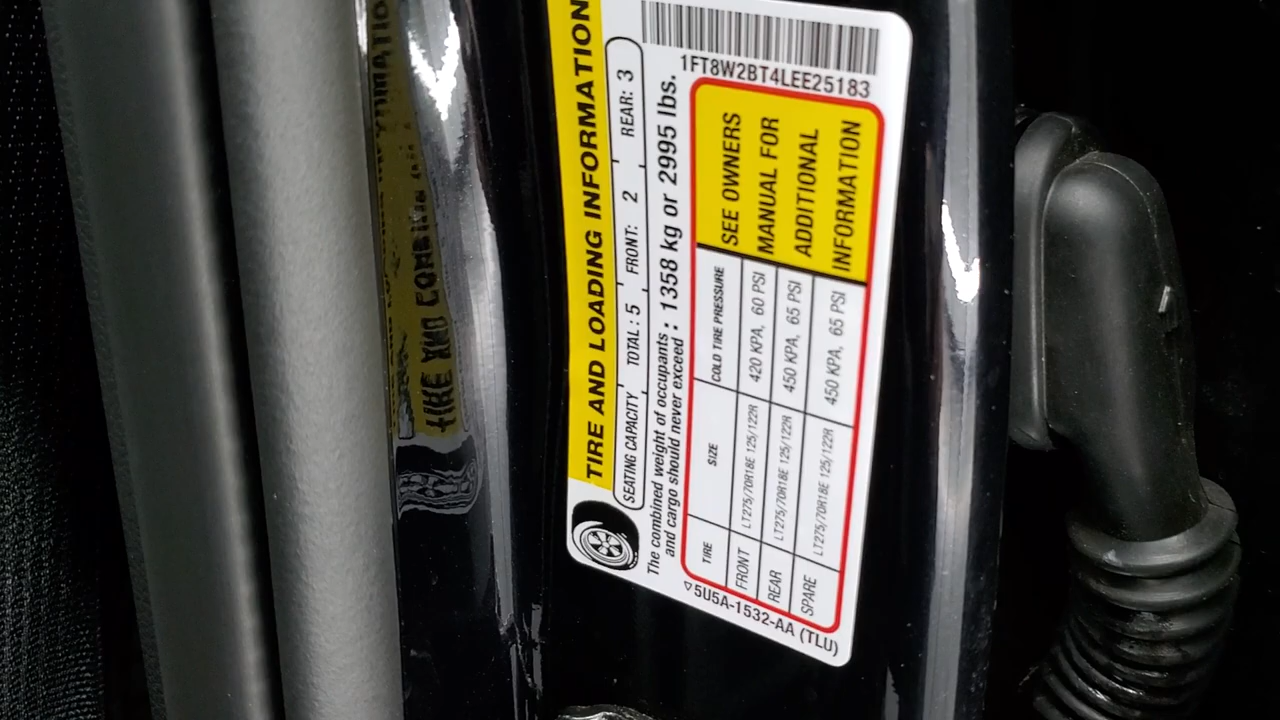 TIRE AND LOADING INFORMATION
SEATING CAPACITY TOTAL : 5 FRONT: 2 REAR: 3
The combined weight of occupants and cargo should never exceed : 1358 kg or 2995 lbs.
TIRE SIZE COLD TIRE PRESSURE
FRONT LT275/70R18E 125/122R 420 KPA, 60 PSI
REAR LT275/70R18E 125/122R 450 KPA, 65 PSI
SPARE LT275/70R18E 125/122R 450 KPA, 65 PSI
SEE OWNERS
MANUAL FOR
ADDITIONAL
INFORMATION
5U5A-1532-AA (TLU)
1FT8W2BT4LEE25183